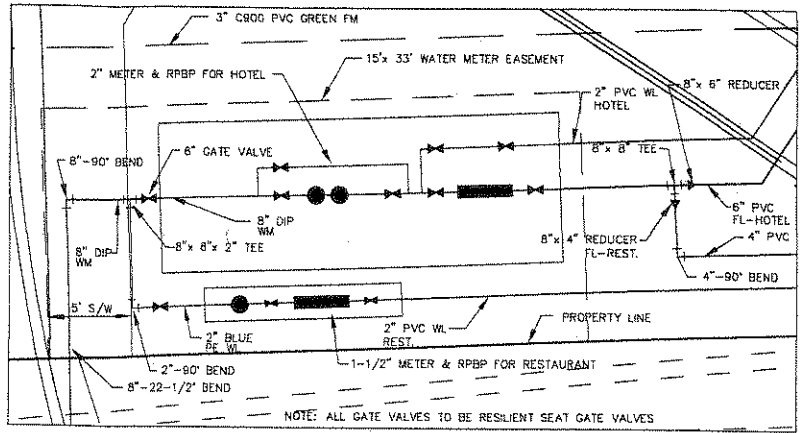 3" C900 PVC GREEN FM
15'x 33' WATER METER EASEMENT
2" METER & RPBP FOR HOTEL
2" PVC WL
HOTEL
8"x 6" REDUCER
8"-90° BEND
6" GATE VALVE
8"x 8" TEE
8" DIP
WM
8" DIP
WM
8"x 8"x 2" TEE
8"x 4" REDUCER
FL-REST.
6" PVC
FL-HOTEL
4" PVC
4"-90° BEND
5' S/W
2" BLUE
PE WL
2" PVC WL
REST.
PROPERTY LINE
2"-90° BEND
1-1/2" METER & RPBP FOR RESTAURANT
8"-22-1/2° BEND
NOTE: ALL GATE VALVES TO BE RESILIENT SEAT GATE VALVES